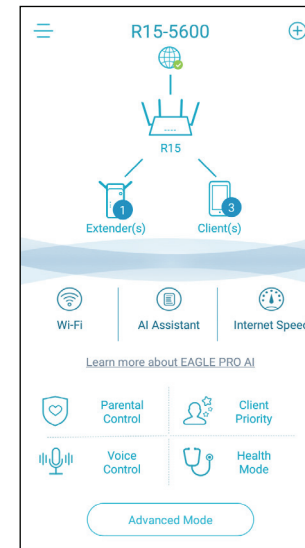 R15-5600
R15
1
3
Extender(s)
Client(s)
Wi-Fi
AI Assistant
Internet Speed
Learn more about EAGLE PRO AI
Parental
Control
Client
Priority
Voice
Control
Health
Mode
Advanced Mode